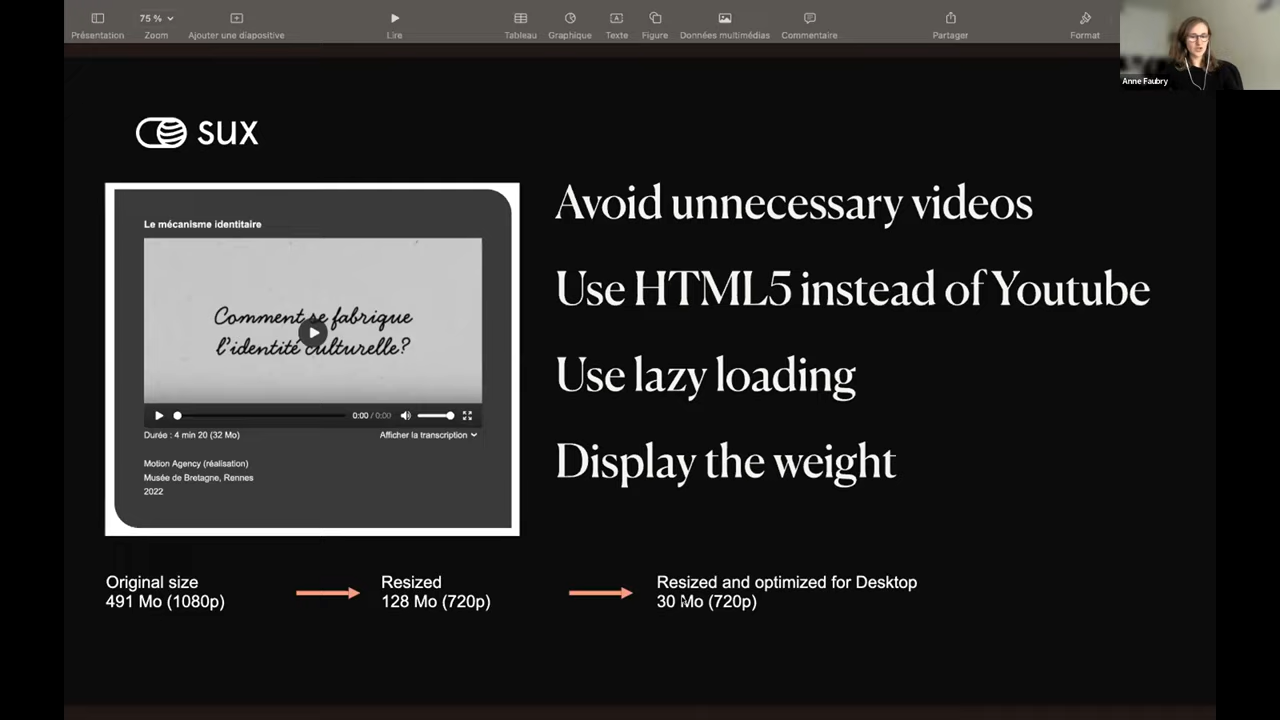 75 %
Présentation
Zoom
Ajouter une diapositive
Lire
Tableau
Graphique
Texte
Figure
Données multimédias
Commentaire
Partager
Format
Anne Faubry
sux
Le mécanisme identitaire
Comment se fabrique
l'identité culturelle?
0:00 / 0:00
Durée : 4 min 20 (32 Mo)
Afficher la transcription
Motion Agency (réalisation)
Musée de Bretagne, Rennes
2022
Avoid unnecessary videos
Use HTML5 instead of Youtube
Use lazy loading
Display the weight
Original size
491 Mo (1080p)
Resized
128 Mo (720p)
Resized and optimized for Desktop
30 Mo (720p)